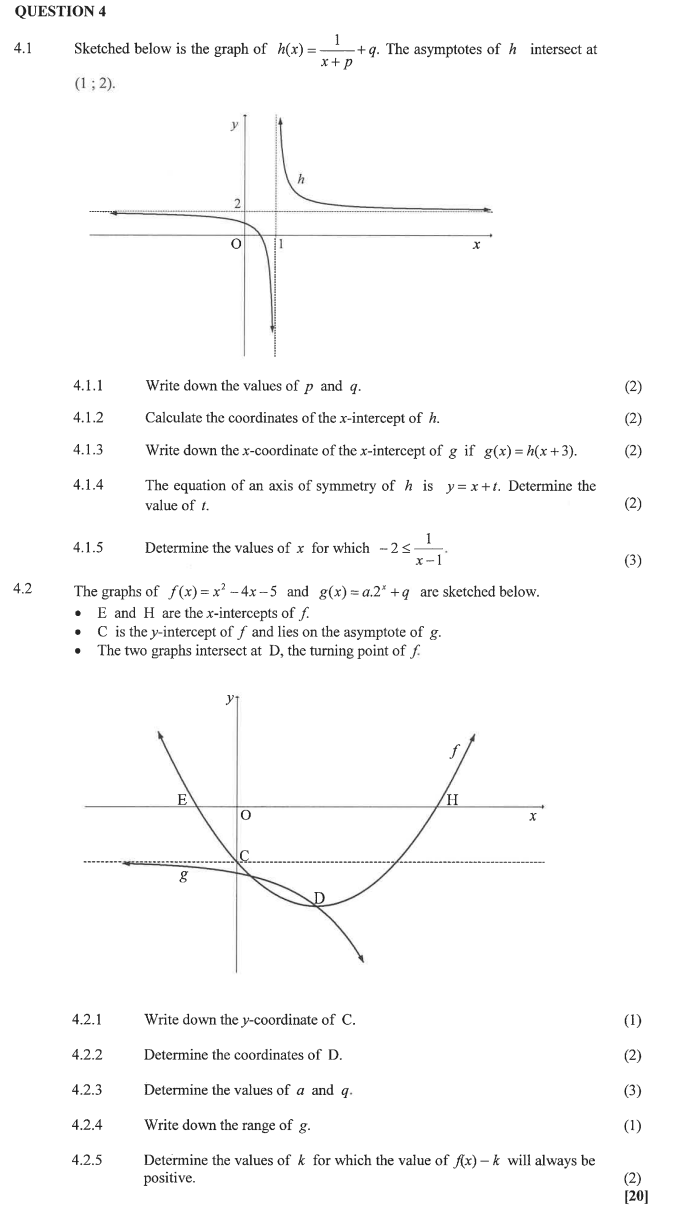 QUESTION 4
4.1 Sketched below is the graph of h(x) = 1/(x + p) + q. The asymptotes of h intersect at
(1 ; 2).
y
h
2
O 1 x
4.1.1 Write down the values of p and q. (2)
4.1.2 Calculate the coordinates of the x-intercept of h. (2)
4.1.3 Write down the x-coordinate of the x-intercept of g if g(x) = h(x + 3). (2)
4.1.4 The equation of an axis of symmetry of h is y = x + t. Determine the
value of t. (2)
4.1.5 Determine the values of x for which − 2 ≤ 1/(x − 1). (3)
4.2 The graphs of f(x) = x² − 4x − 5 and g(x) = a.2ˣ + q are sketched below.
• E and H are the x-intercepts of f.
• C is the y-intercept of f and lies on the asymptote of g.
• The two graphs intersect at D, the turning point of f.
y
f
E H
O x
C
g
D
4.2.1 Write down the y-coordinate of C. (1)
4.2.2 Determine the coordinates of D. (2)
4.2.3 Determine the values of a and q. (3)
4.2.4 Write down the range of g. (1)
4.2.5 Determine the values of k for which the value of f(x) − k will always be
positive. (2)
[20]